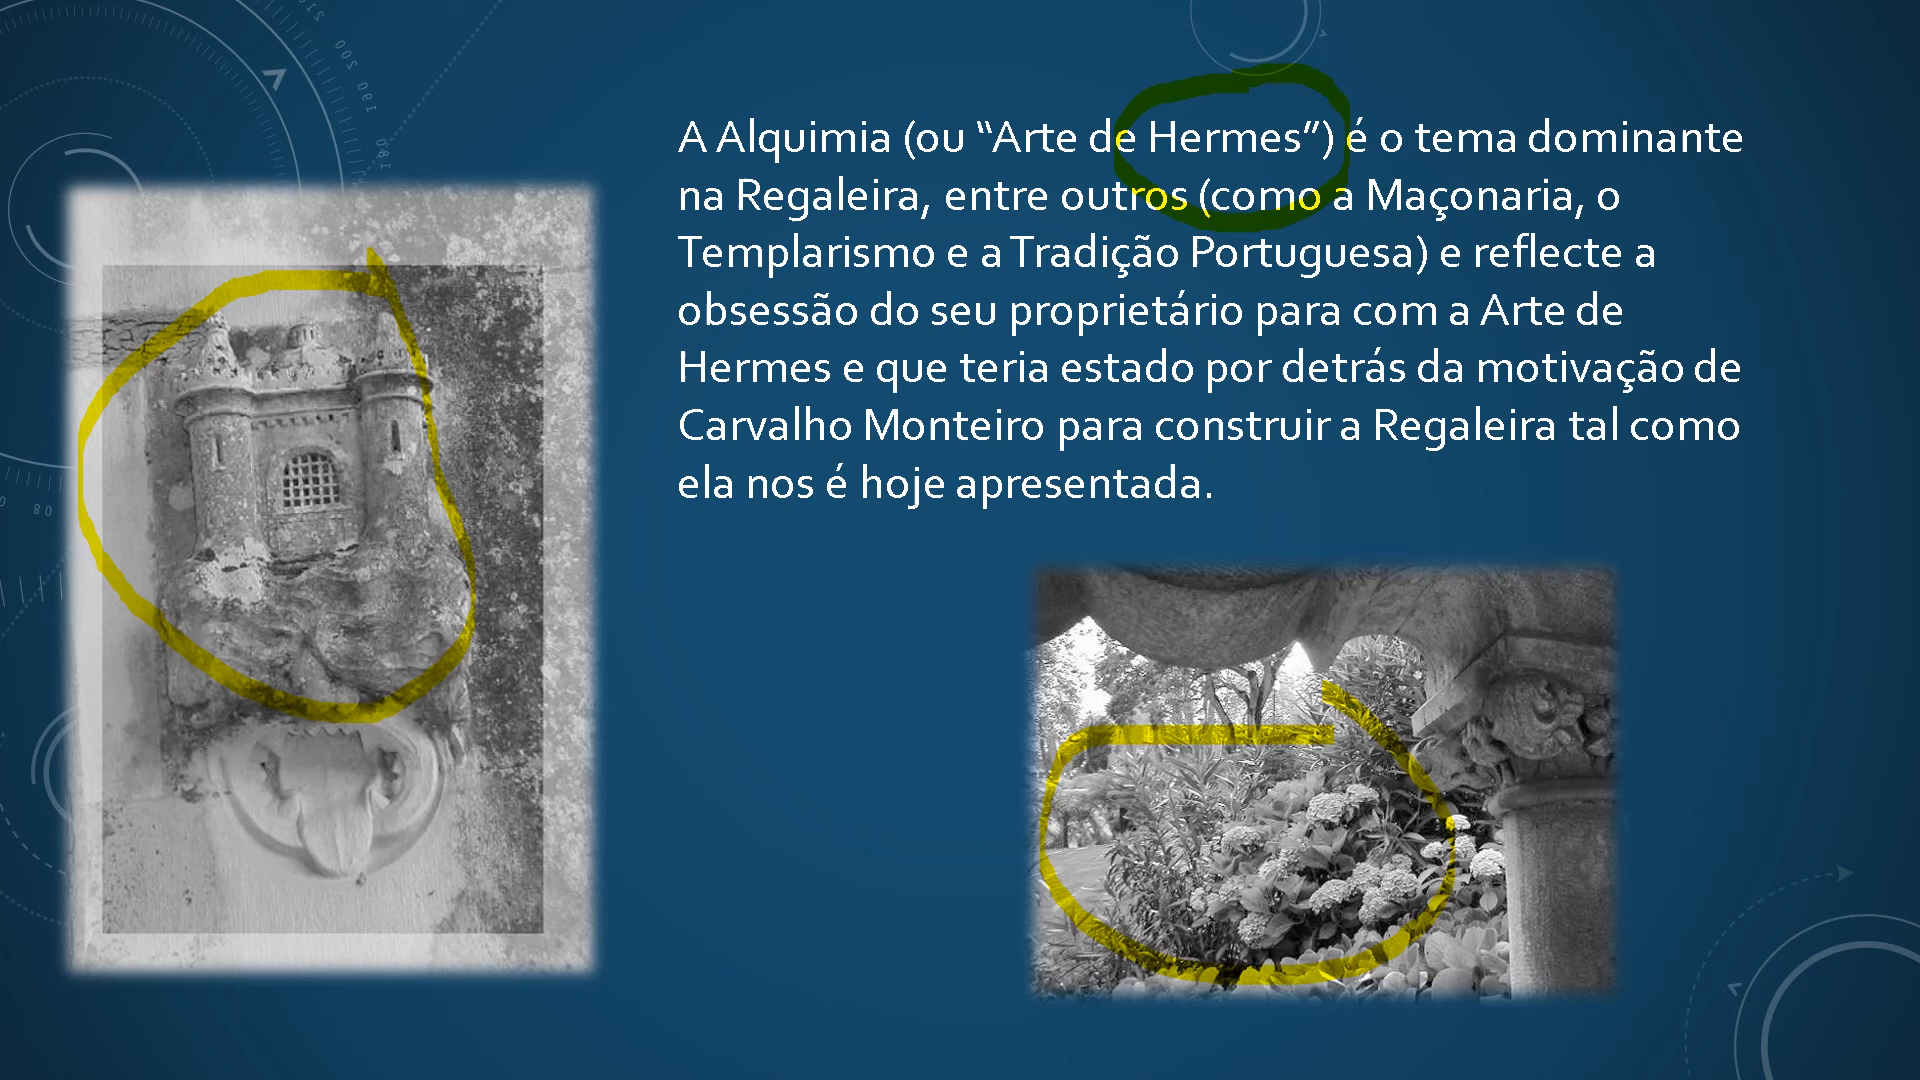 A Alquimia (ou “Arte de Hermes”) é o tema dominante
na Regaleira, entre outros (como a Maçonaria, o
Templarismo e a Tradição Portuguesa) e reflecte a
obsessão do seu proprietário para com a Arte de
Hermes e que teria estado por detrás da motivação de
Carvalho Monteiro para construir a Regaleira tal como
ela nos é hoje apresentada.